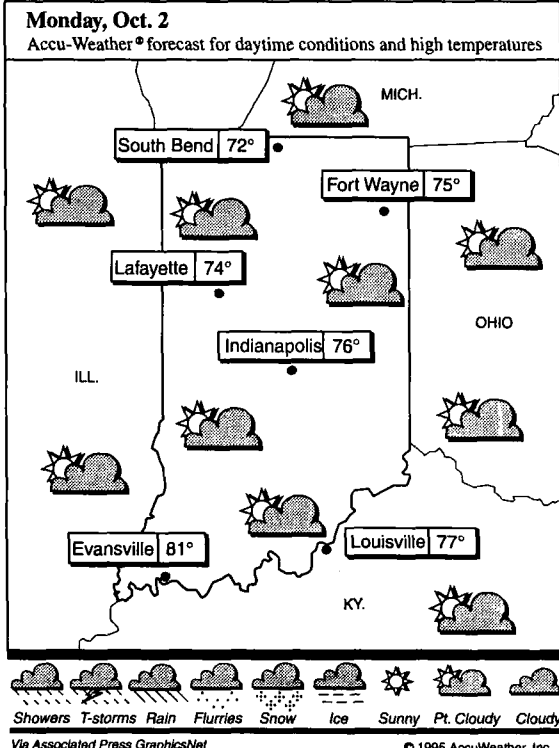 Monday, Oct. 2
Accu-Weather® forecast for daytime conditions and high temperatures
MICH.
South Bend 72°
Fort Wayne 75°
Lafayette 74°
OHIO
Indianapolis 76°
ILL.
Evansville 81°
Louisville 77°
KY.
Showers T-storms Rain Flurries Snow Ice Sunny Pt. Cloudy Cloudy
Via Associated Press GraphicsNet
© 1995 AccuWeather, Inc.